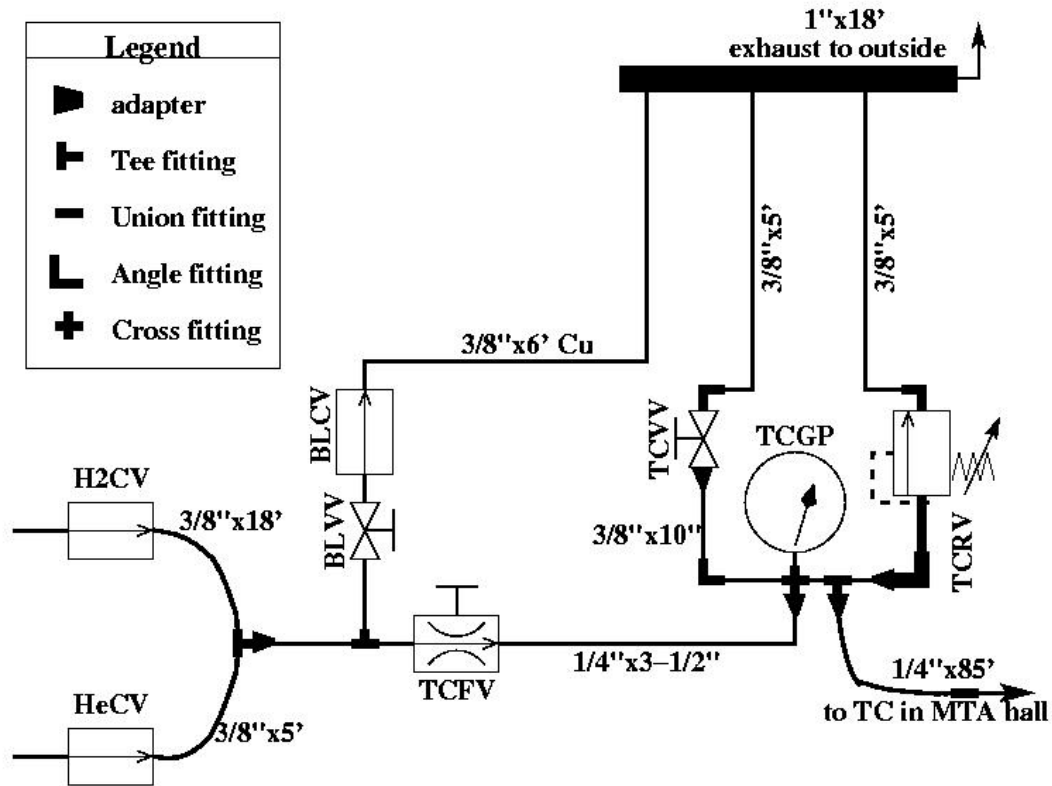 Legend
adapter
Tee fitting
Union fitting
Angle fitting
Cross fitting
1"x18'
exhaust to outside
3/8"x5'
3/8"x5'
3/8"x6' Cu
BLCV
BLVV
TCVV
TCGP
TCRV
H2CV
3/8"x18'
3/8"x10"
1/4"x3–1/2"
TCFV
1/4"x85'
to TC in MTA hall
HeCV
3/8"x5'